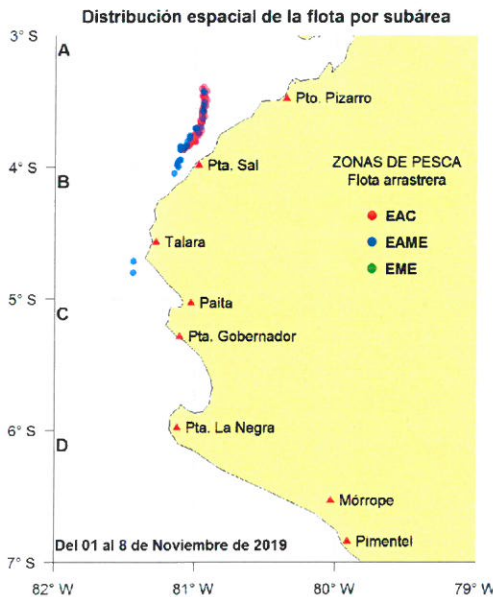 Distribución espacial de la flota por subárea
3° S
A
Pto. Pizarro
4° S
Pta. Sal
B
ZONAS DE PESCA
Flota arrastrera
EAC
EAME
EME
Talara
5° S
Paita
C
Pta. Gobernador
6° S
Pta. La Negra
D
Mórrope
Pimentel
Del 01 al 8 de Noviembre de 2019
7° S
82° W
81° W
80° W
79° W